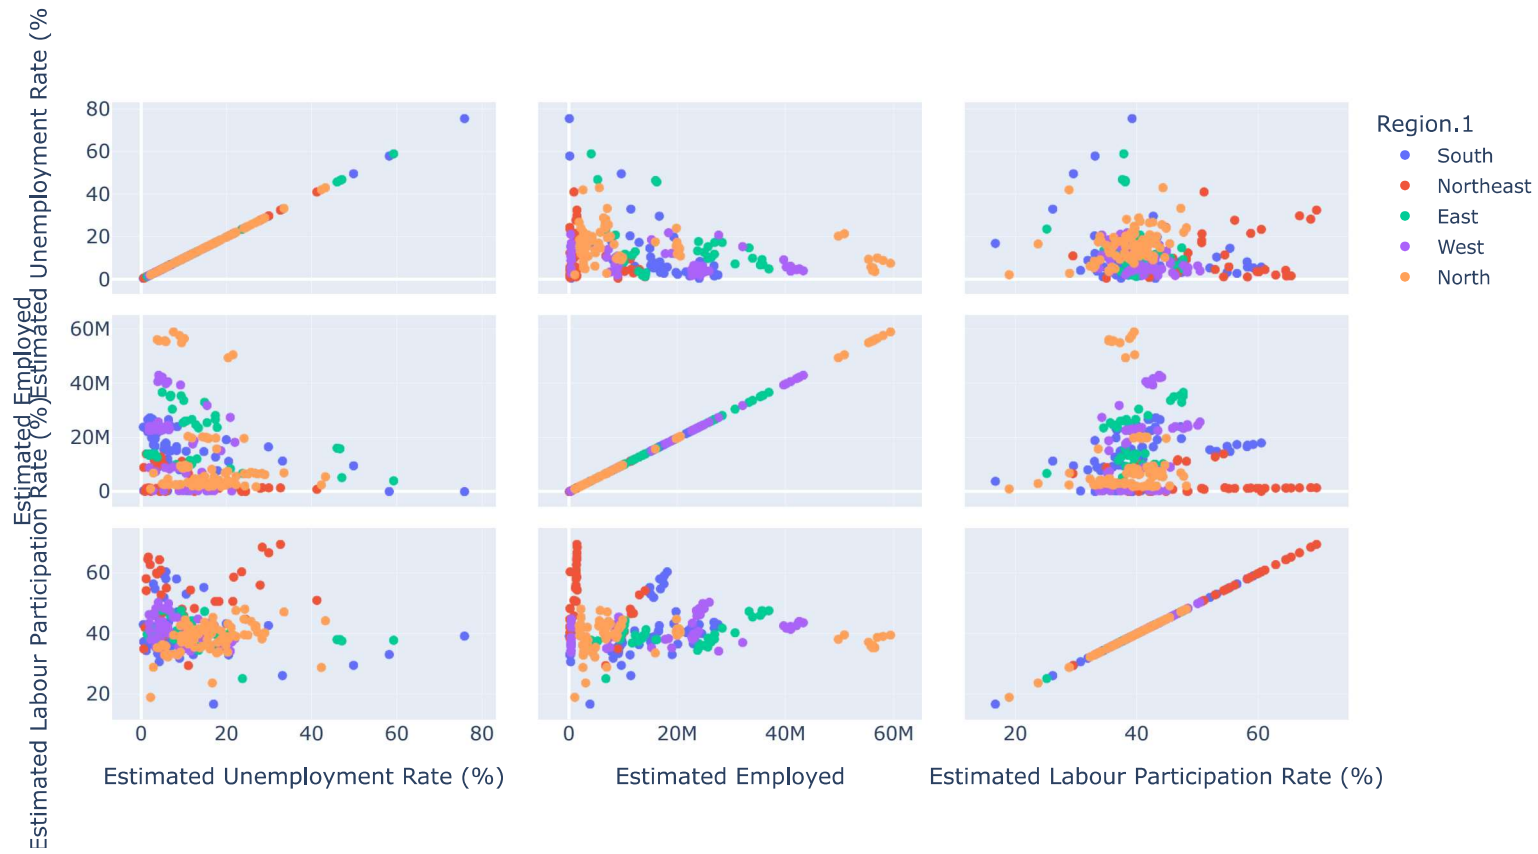 Estimated Unemployment Rate (%
Estimated Employed
Estimated Labour Participation Rate (%)
80
60
40
20
0
60M
40M
20M
0
60
40
20
0
20
40
60
80
0
20M
40M
60M
20
40
60
Estimated Unemployment Rate (%)
Estimated Employed
Estimated Labour Participation Rate (%)
Region.1
South
Northeast
East
West
North